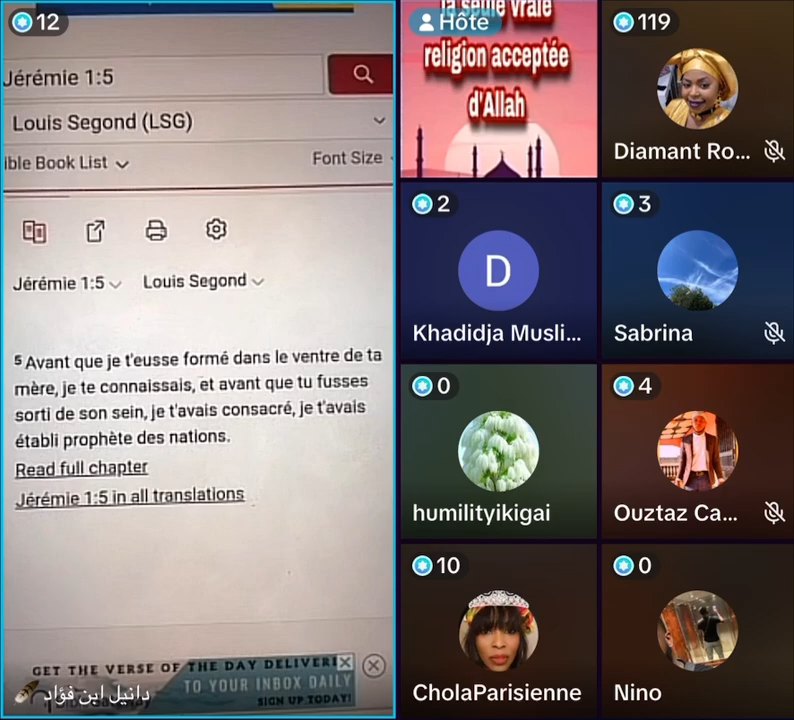 12
Jérémie 1:5
Louis Segond (LSG)
ible Book List
Font Size
Jérémie 1:5
Louis Segond
5 Avant que je t'eusse formé dans le ventre de ta
mère, je te connaissais, et avant que tu fusses
sorti de son sein, je t'avais consacré, je t'avais
établi prophète des nations.
Read full chapter
Jérémie 1:5 in all translations
GET THE VERSE OF THE DAY DELIVER
TO YOUR INBOX DAILY
SIGN UP TODAY!
دانيل ابن فؤاد
la seule vraie
Hôte
religion acceptée
d'Allah
119
Diamant Ro...
2
D
Khadidja Musli...
3
Sabrina
0
humilityikigai
4
Ouztaz Ca...
10
CholaParisienne
0
Nino